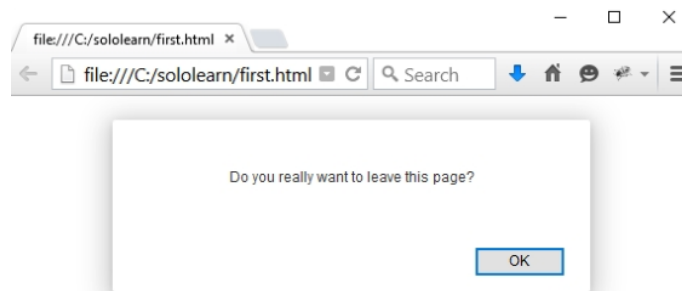 file:///C:/sololearn/first.html
file:///C:/sololearn/first.html
Search
Do you really want to leave this page?
OK